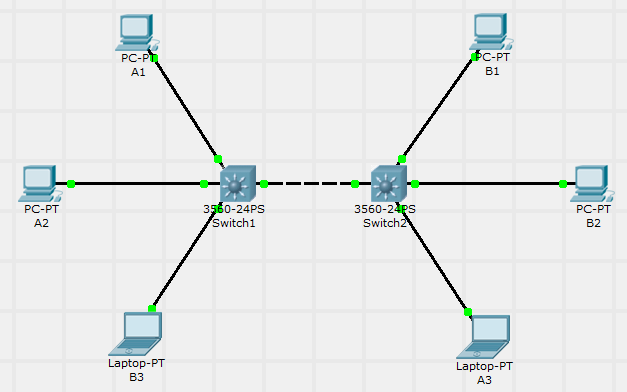 PC-PT
A1
PC-PT
B1
PC-PT
A2
3560-24PS
Switch1
3560-24PS
Switch2
PC-PT
B2
Laptop-PT
B3
Laptop-PT
A3